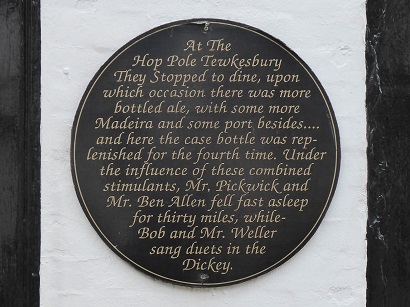 At The
Hop Pole Tewkesbury
They Stopped to dine, upon
which occasion there was more
bottled ale, with some more
Madeira and some port besides....
and here the case bottle was rep-
lenished for the fourth time. Under
the influence of these combined
stimulants, Mr. Pickwick and
Mr. Ben Allen fell fast asleep
for thirty miles, while-
Bob and Mr. Weller
sang duets in the
Dickey.